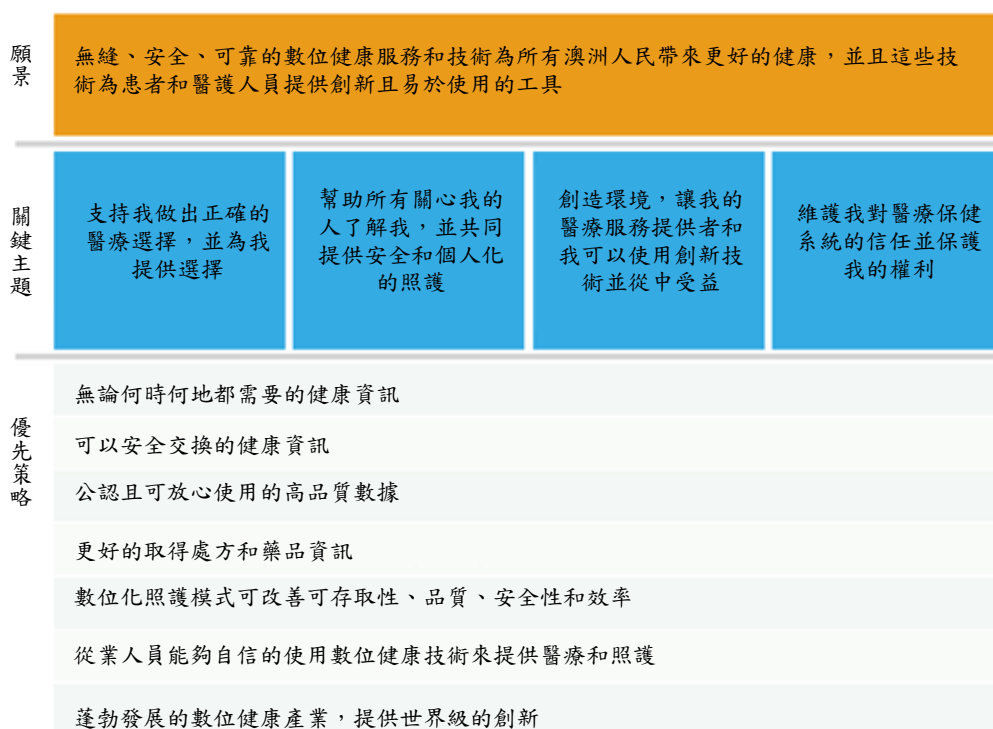 願景
無縫、安全、可靠的數位健康服務和技術為所有澳洲人民帶來更好的健康，並且這些技
術為患者和醫護人員提供創新且易於使用的工具
關鍵主題
支持我做出正確的
醫療選擇，並為我
提供選擇
幫助所有關心我的
人了解我，並共同
提供安全和個人化
的照護
創造環境，讓我的
醫療服務提供者和
我可以使用創新技
術並從中受益
維護我對醫療保健
系統的信任並保護
我的權利
優先策略
無論何時何地都需要的健康資訊
可以安全交換的健康資訊
公認且可放心使用的高品質數據
更好的取得處方和藥品資訊
數位化照護模式可改善可存取性、品質、安全性和效率
從業人員能夠自信的使用數位健康技術來提供醫療和照護
蓬勃發展的數位健康產業，提供世界級的創新